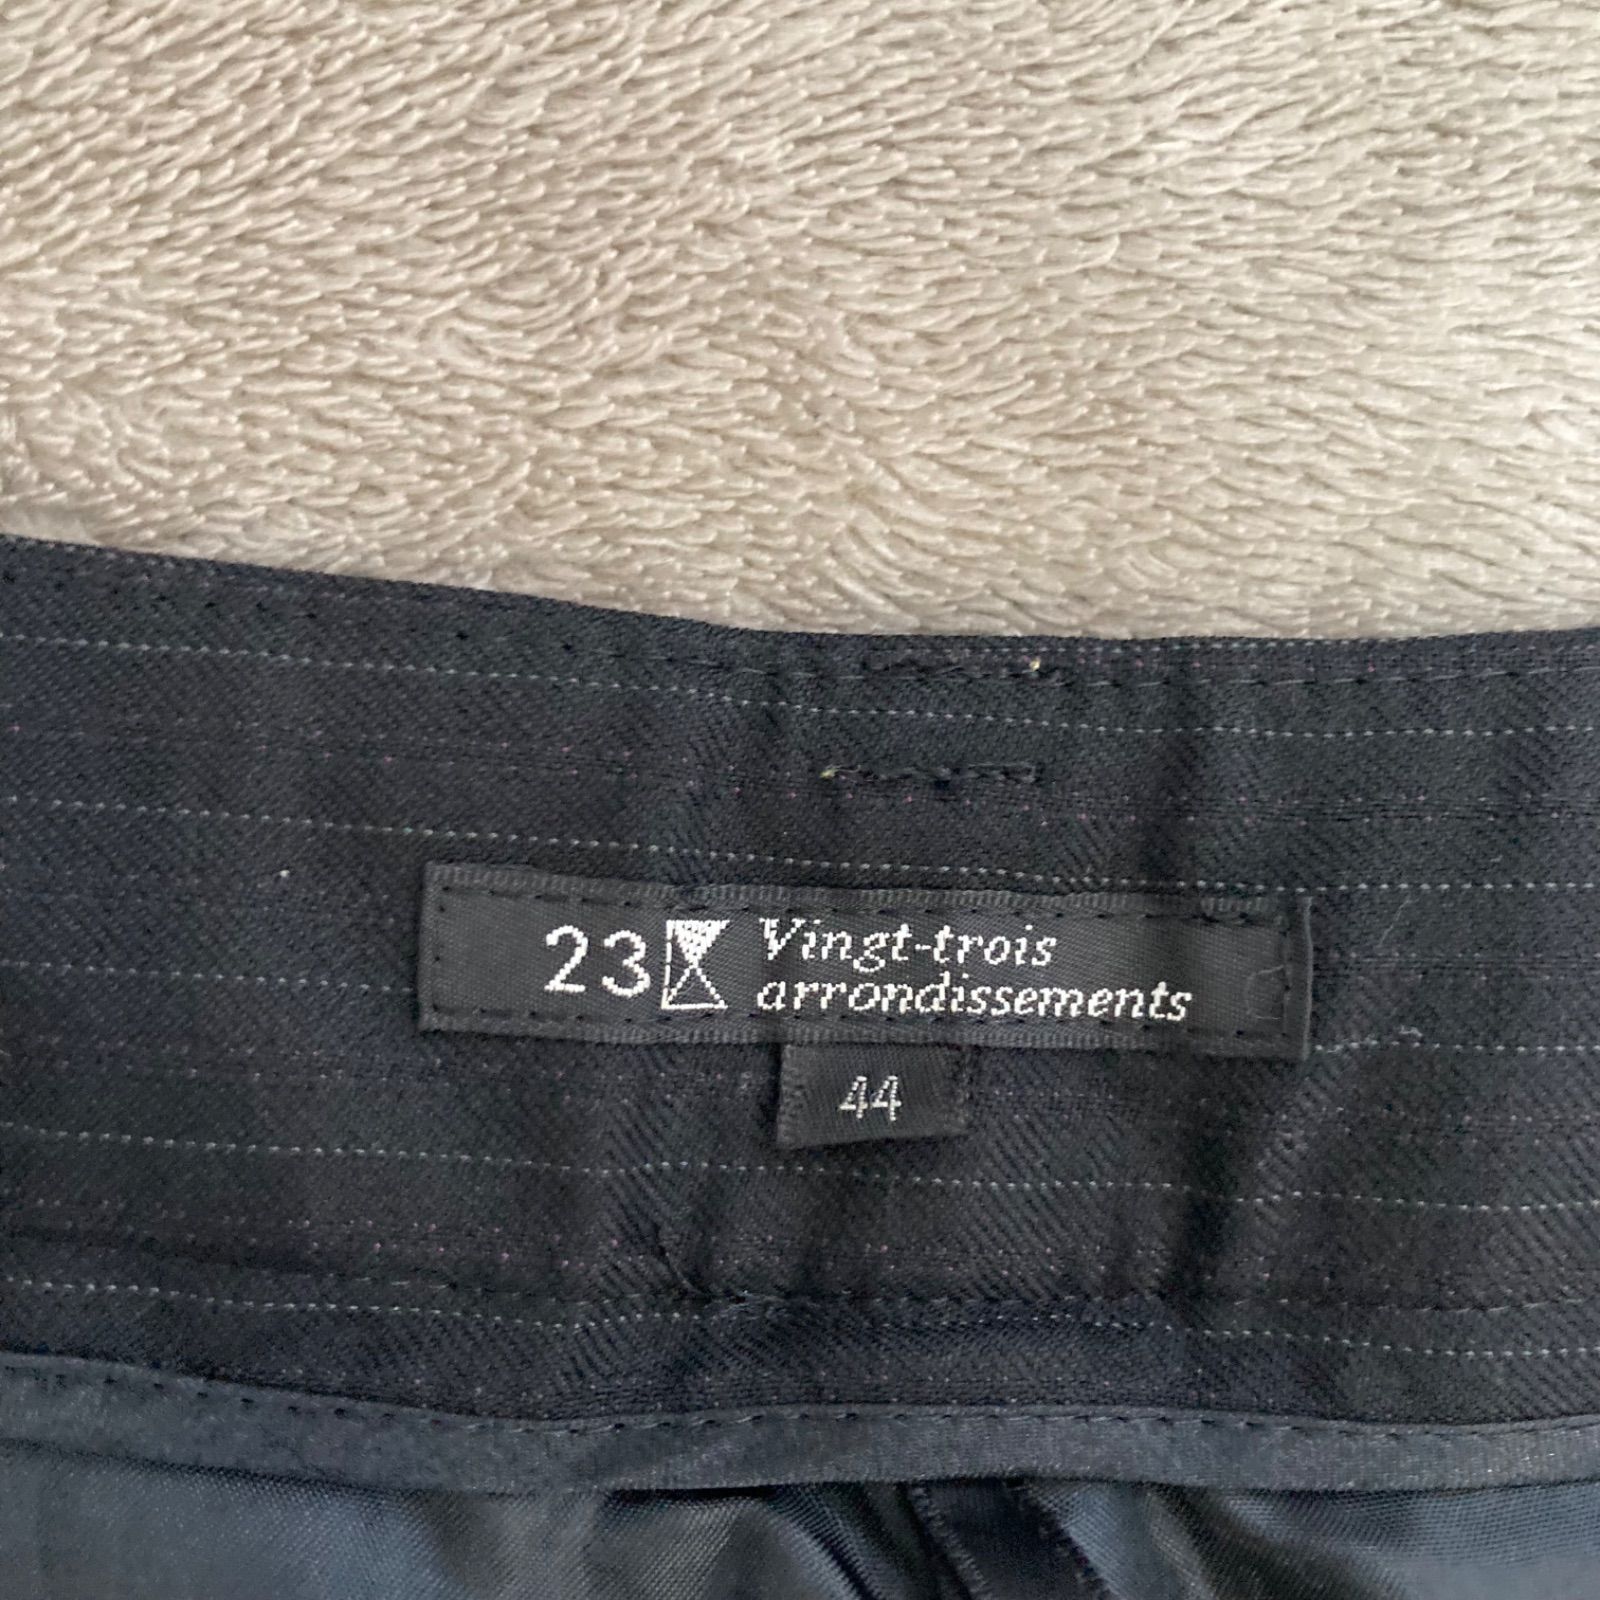 23 Vingt-trois
arrondissements
44